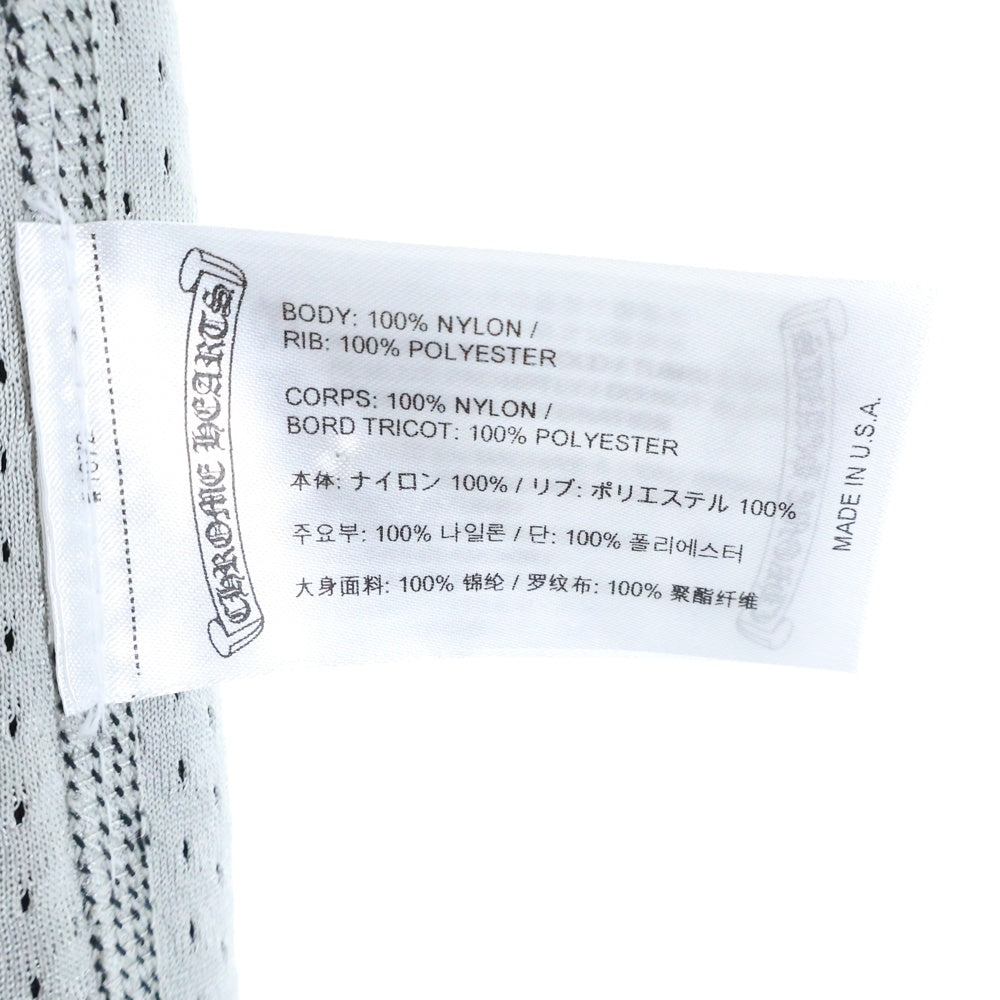 CHROME HEARTS
BODY: 100% NYLON /
RIB: 100% POLYESTER
CORPS: 100% NYLON /
BORD TRICOT: 100% POLYESTER
本体: ナイロン 100% / リブ: ポリエステル 100%
주요부: 100% 나일론 / 단: 100% 폴리에스터
大身面料: 100% 锦纶 / 罗纹布: 100% 聚酯纤维
MADE IN U.S.A.